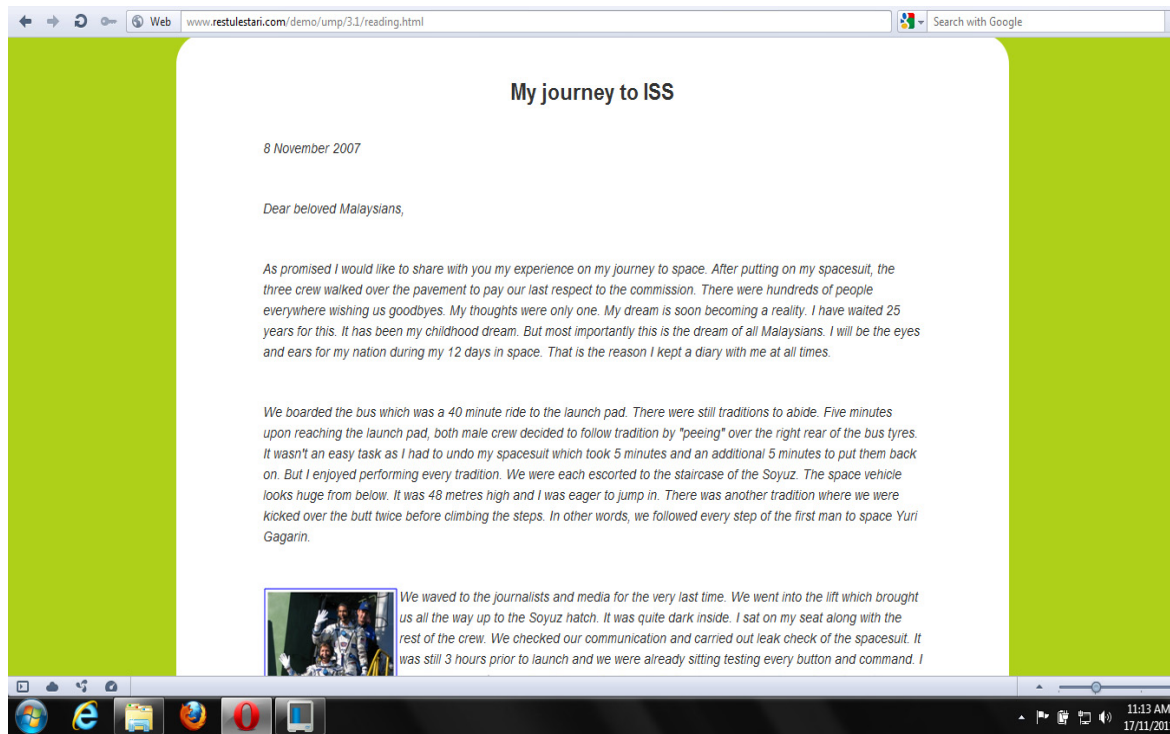 Web
www.restulestari.com/demo/ump/3.1/reading.html
Search with Google
My journey to ISS
8 November 2007
Dear beloved Malaysians,
As promised I would like to share with you my experience on my journey to space. After putting on my spacesuit, the
three crew walked over the pavement to pay our last respect to the commission. There were hundreds of people
everywhere wishing us goodbyes. My thoughts were only one. My dream is soon becoming a reality. I have waited 25
years for this. It has been my childhood dream. But most importantly this is the dream of all Malaysians. I will be the eyes
and ears for my nation during my 12 days in space. That is the reason I kept a diary with me at all times.
We boarded the bus which was a 40 minute ride to the launch pad. There were still traditions to abide. Five minutes
upon reaching the launch pad, both male crew decided to follow tradition by "peeing" over the right rear of the bus tyres.
It wasn't an easy task as I had to undo my spacesuit which took 5 minutes and an additional 5 minutes to put them back
on. But I enjoyed performing every tradition. We were each escorted to the staircase of the Soyuz. The space vehicle
looks huge from below. It was 48 metres high and I was eager to jump in. There was another tradition where we were
kicked over the butt twice before climbing the steps. In other words, we followed every step of the first man to space Yuri
Gagarin.
We waved to the journalists and media for the very last time. We went into the lift which brought
us all the way up to the Soyuz hatch. It was quite dark inside. I sat on my seat along with the
rest of the crew. We checked our communication and carried out leak check of the spacesuit. It
was still 3 hours prior to launch and we were already sitting testing every button and command. I
11:13 AM
17/11/201